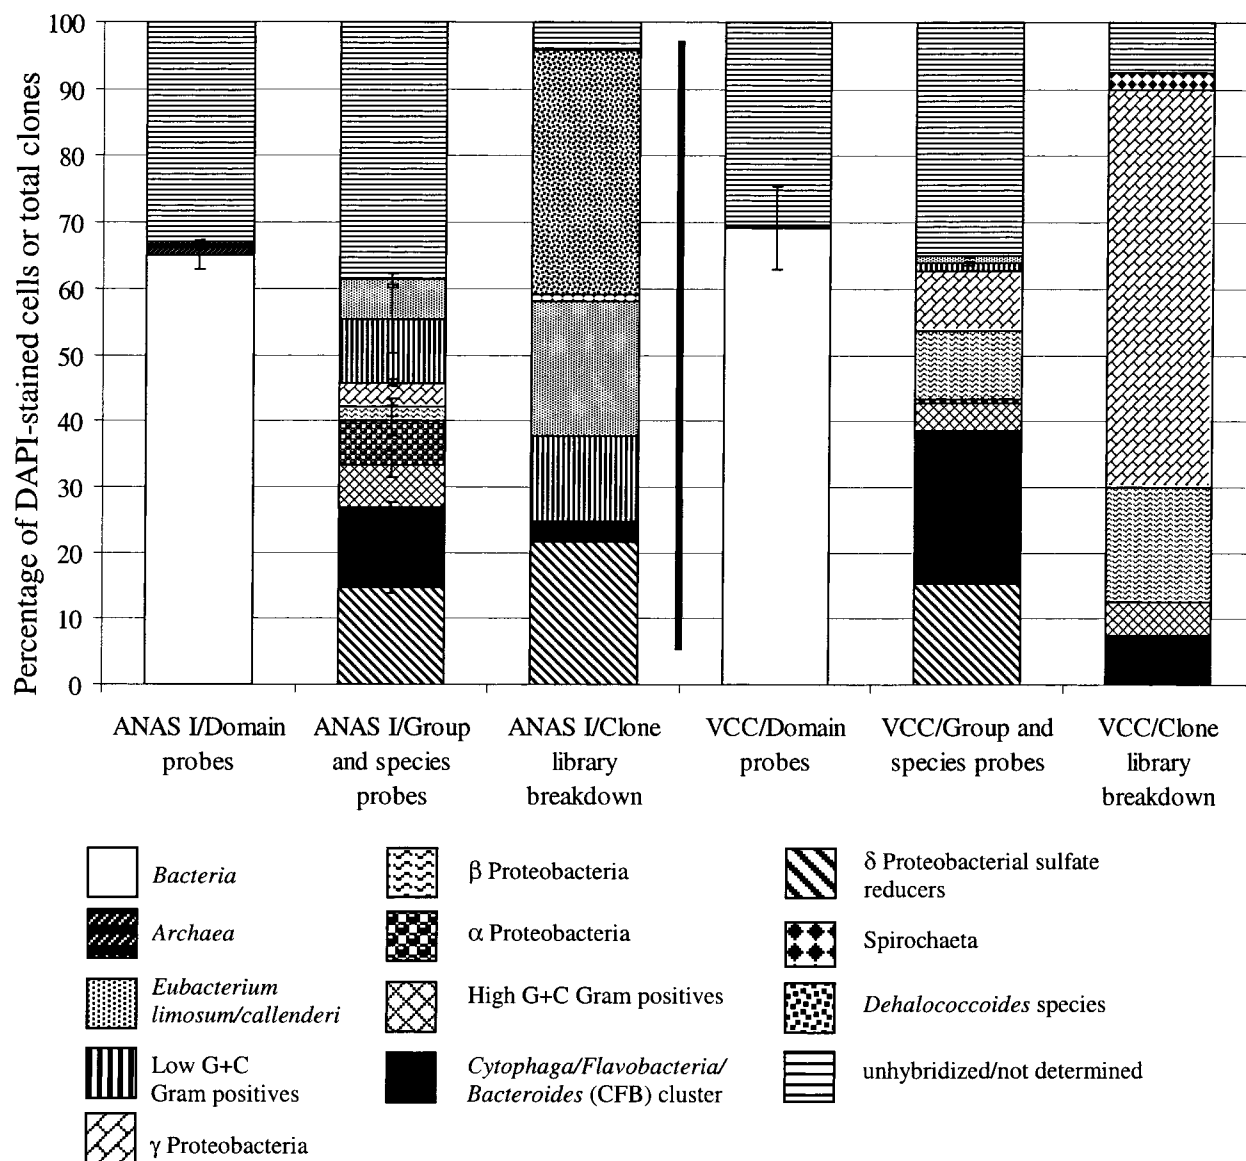 Percentage of DAPI-stained cells or total clones
100
90
80
70
60
50
40
30
20
10
0
ANAS I/Domain
probes
ANAS I/Group
and species
probes
ANAS I/Clone
library
breakdown
VCC/Domain
probes
VCC/Group and
species probes
VCC/Clone
library
breakdown
Bacteria
Archaea
Eubacterium
limosum/callenderi
Low G+C
Gram positives
γ Proteobacteria
β Proteobacteria
α Proteobacteria
High G+C Gram positives
Cytophaga/Flavobacteria/
Bacteroides (CFB) cluster
δ Proteobacterial sulfate
reducers
Spirochaeta
Dehalococcoides species
unhybridized/not determined